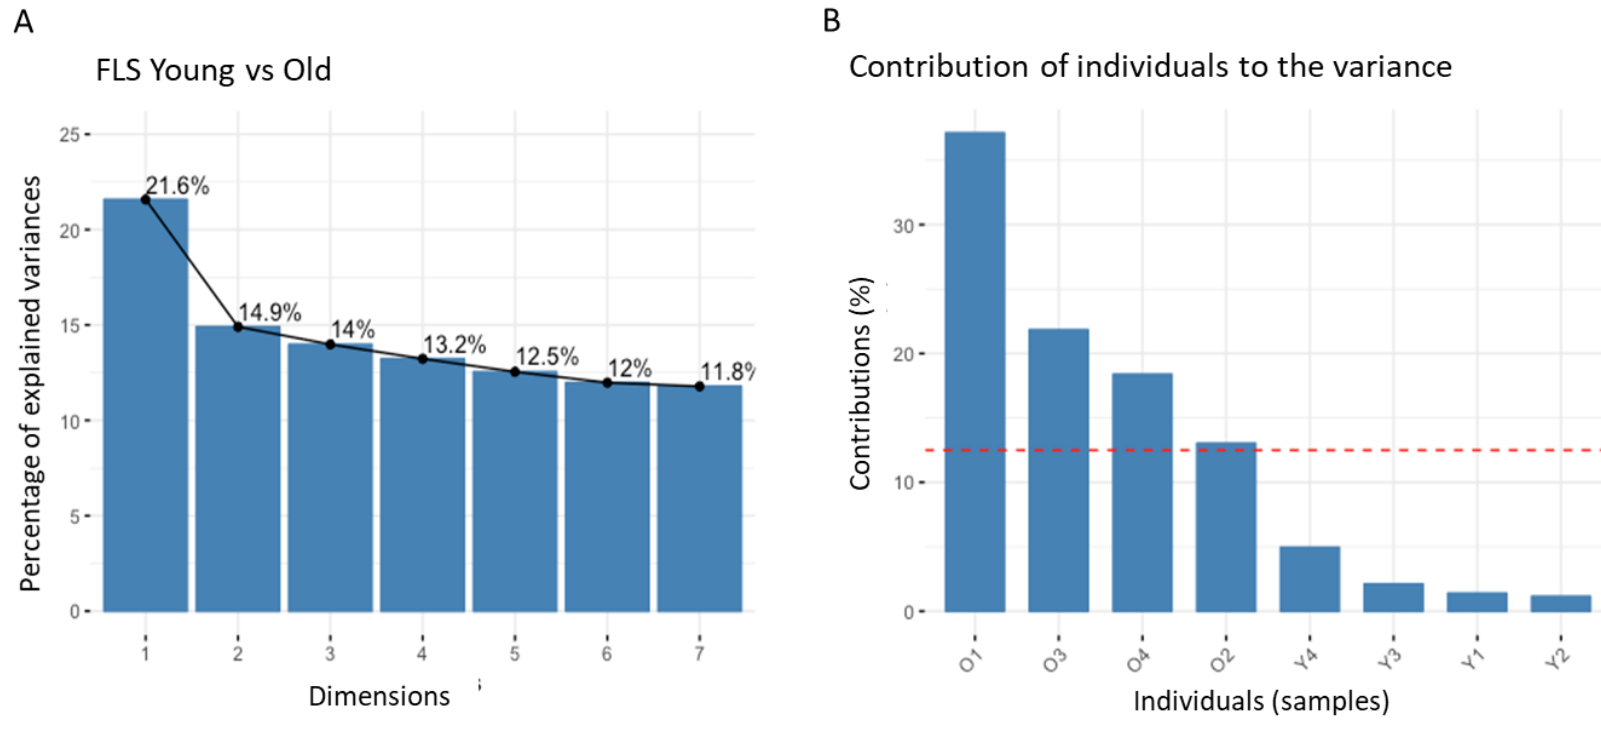 A
FLS Young vs Old
Percentage of explained variances
25
20
15
10
5
0
21.6%
14.9%
14%
13.2%
12.5%
12%
11.8%
1 2 3 4 5 6 7
Dimensions
B
Contribution of individuals to the variance
Contributions (%)
30
20
10
0
O1 O3 O4 O2 Y4 Y3 Y1 Y2
Individuals (samples)